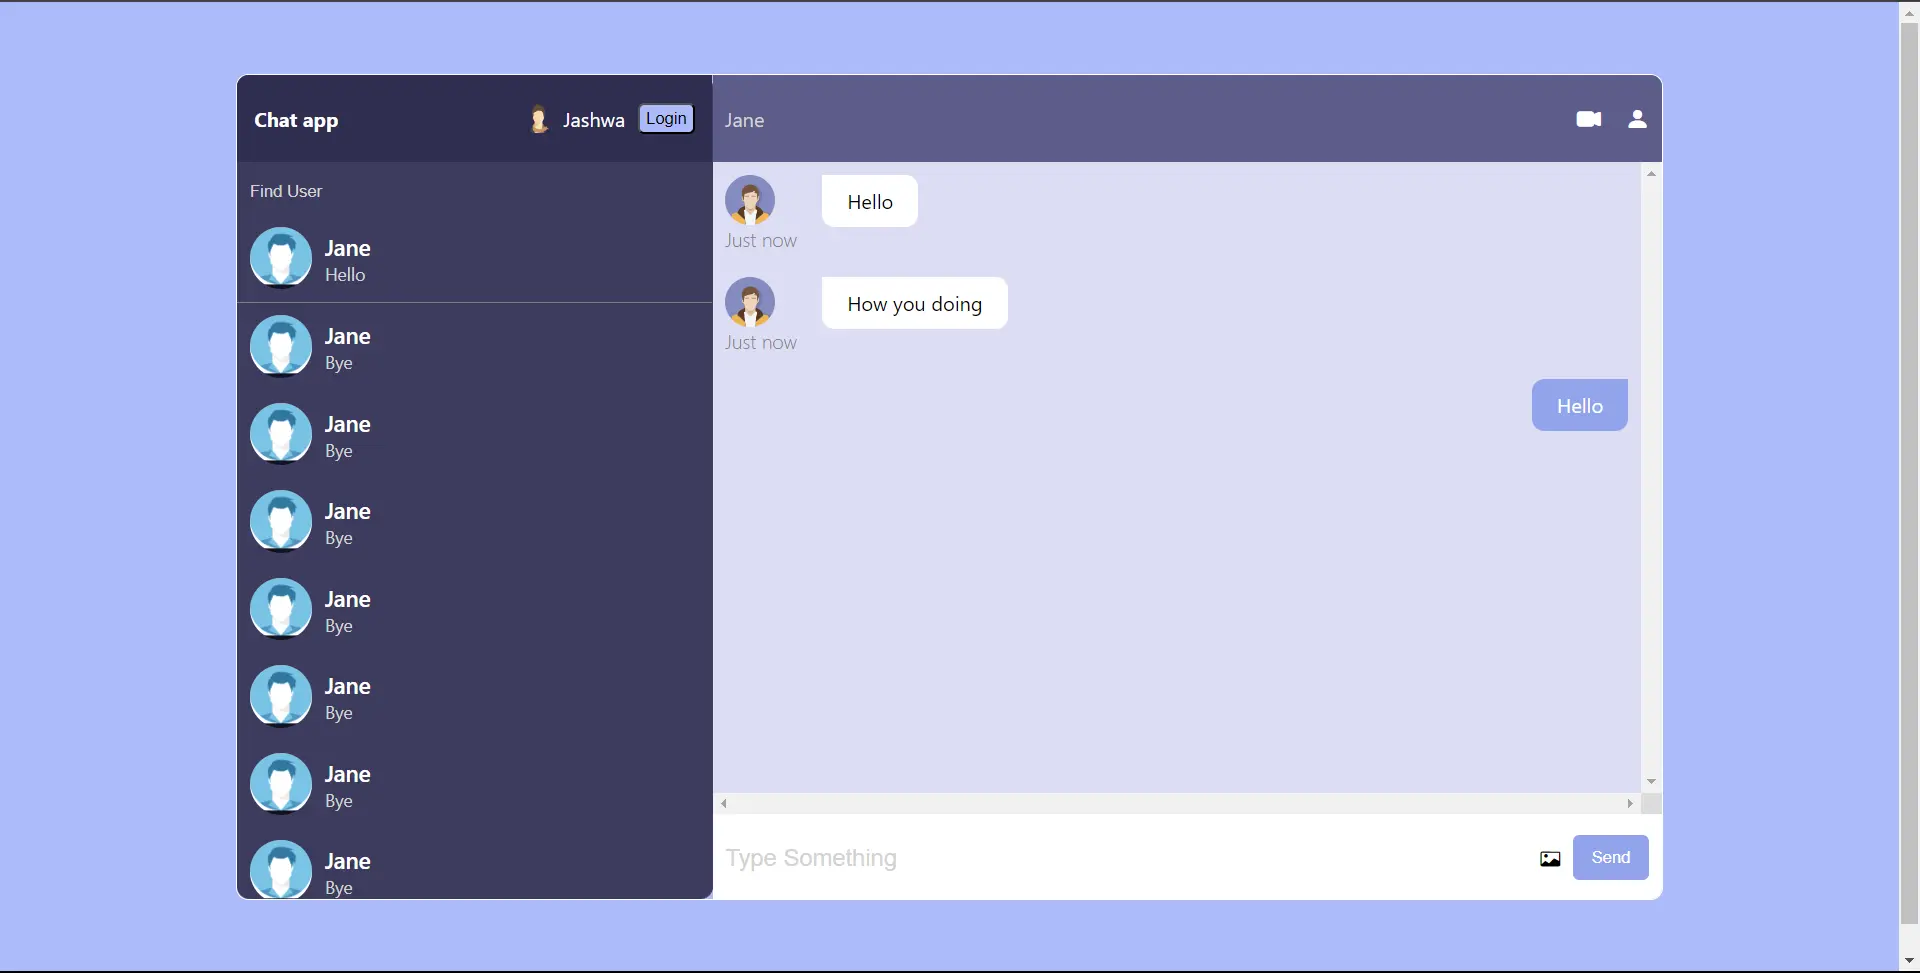 Chat app
Jashwa
Login
Find User
Jane
Hello
Jane
Bye
Jane
Bye
Jane
Bye
Jane
Bye
Jane
Bye
Jane
Bye
Jane
Bye
Jane
Hello
Just now
How you doing
Just now
Hello
Type Something
Send